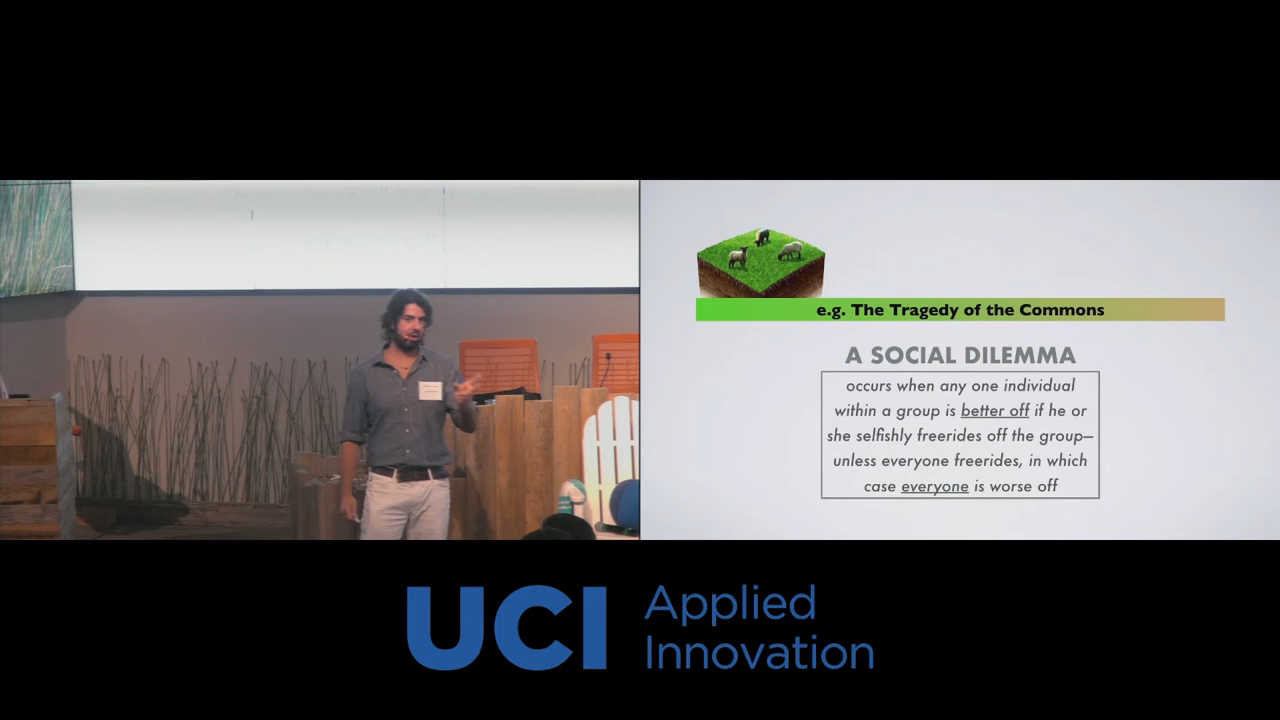 e.g. The Tragedy of the Commons
A SOCIAL DILEMMA
occurs when any one individual
within a group is better off if he or
she selfishly freerides off the group—
unless everyone freerides, in which
case everyone is worse off
UCI Applied
Innovation